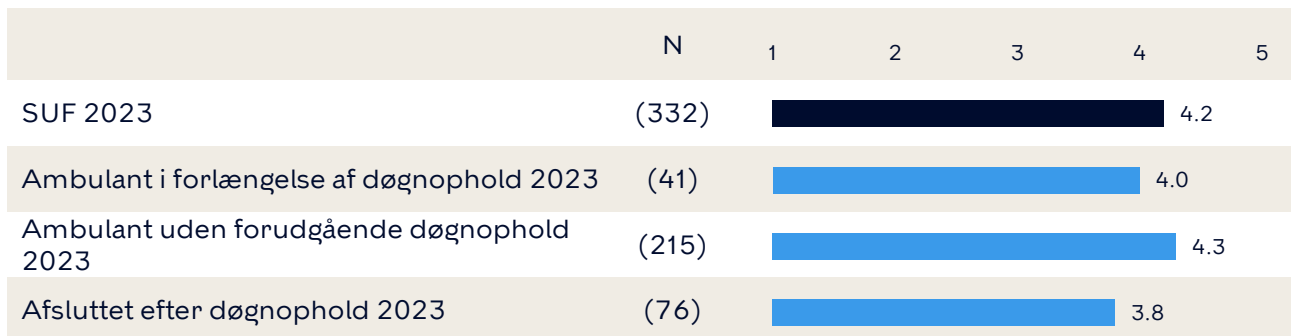 N 1 2 3 4 5
SUF 2023 (332) 4.2
Ambulant i forlængelse af døgnophold 2023 (41) 4.0
Ambulant uden forudgående døgnophold
2023 (215) 4.3
Afsluttet efter døgnophold 2023 (76) 3.8